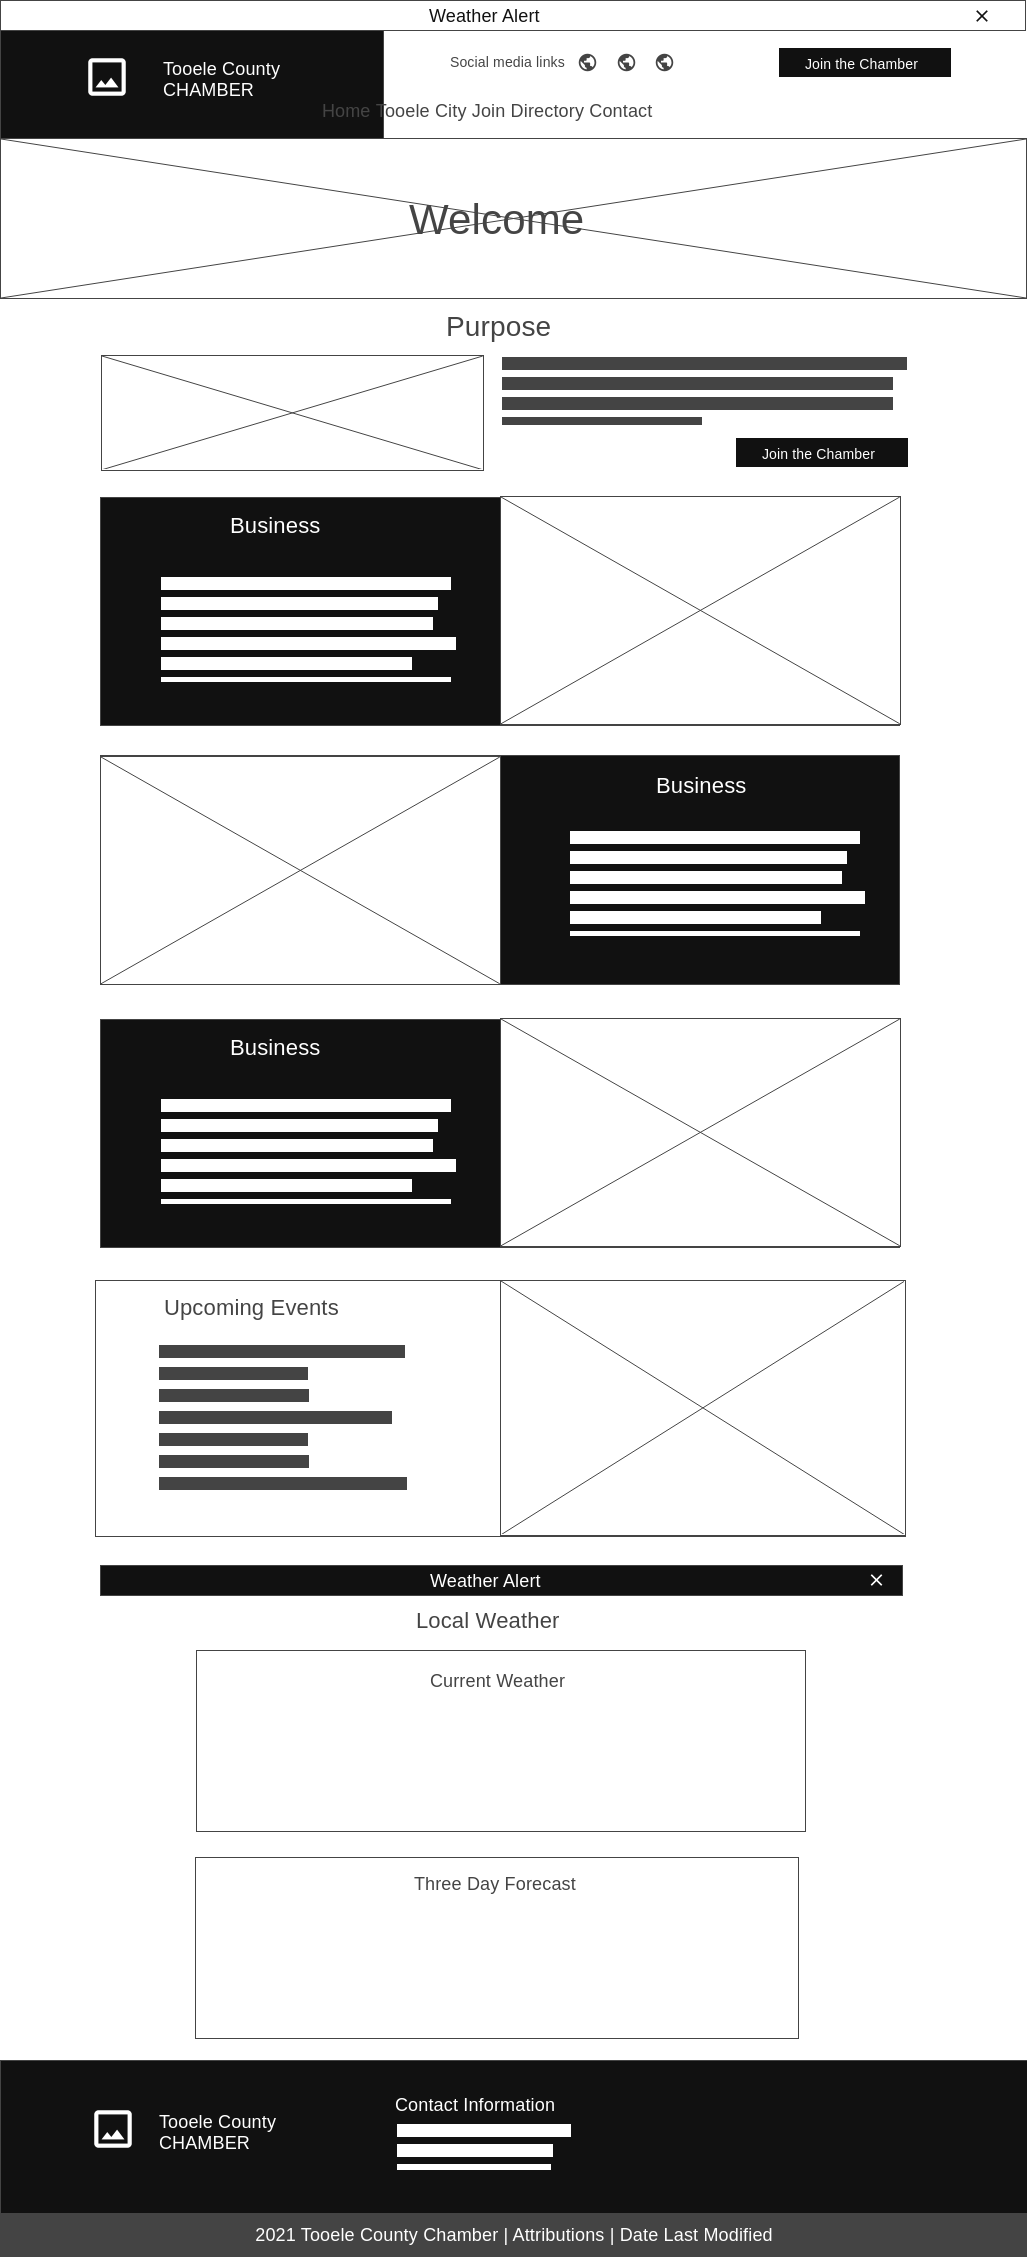 Weather Alert
Tooele County
CHAMBER
Social media links
Join the Chamber
Home Tooele City Join Directory Contact
Welcome
Purpose
Join the Chamber
Business
Business
Business
Upcoming Events
Weather Alert
Local Weather
Current Weather
Three Day Forecast
Tooele County
CHAMBER
Contact Information
2021 Tooele County Chamber | Attributions | Date Last Modified